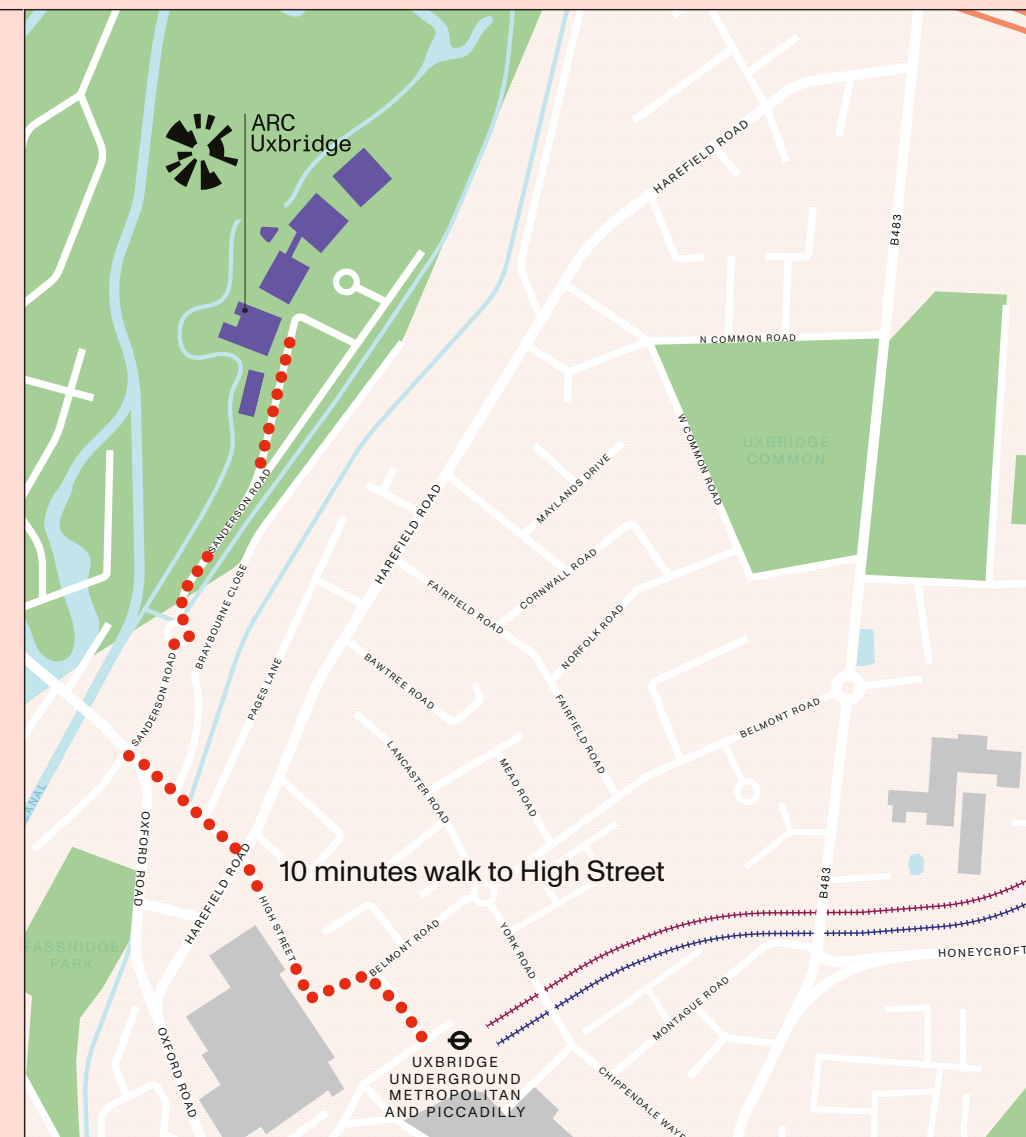 ARC
Uxbridge
HAREFIELD ROAD
B483
N COMMON ROAD
W COMMON ROAD
UXBRIDGE
COMMON
MAYLANDS DRIVE
SANDERSON ROAD
HAREFIELD ROAD
CORNWALL ROAD
FAIRFIELD ROAD
NORFOLK ROAD
BRAYBOURNE CLOSE
SANDERSON ROAD
PAGES LANE
BAWTREE ROAD
FAIRFIELD ROAD
BELMONT ROAD
LANCASTER ROAD
MEAD ROAD
CANAL
OXFORD ROAD
HAREFIELD ROAD
10 minutes walk to High Street
B483
HIGH STREET
BELMONT ROAD
YORK ROAD
FASSNIDGE
PARK
HONEYCROFT
MONTAGUE ROAD
OXFORD ROAD
UXBRIDGE
UNDERGROUND
METROPOLITAN
AND PICCADILLY
CHIPPENDALE WAYE